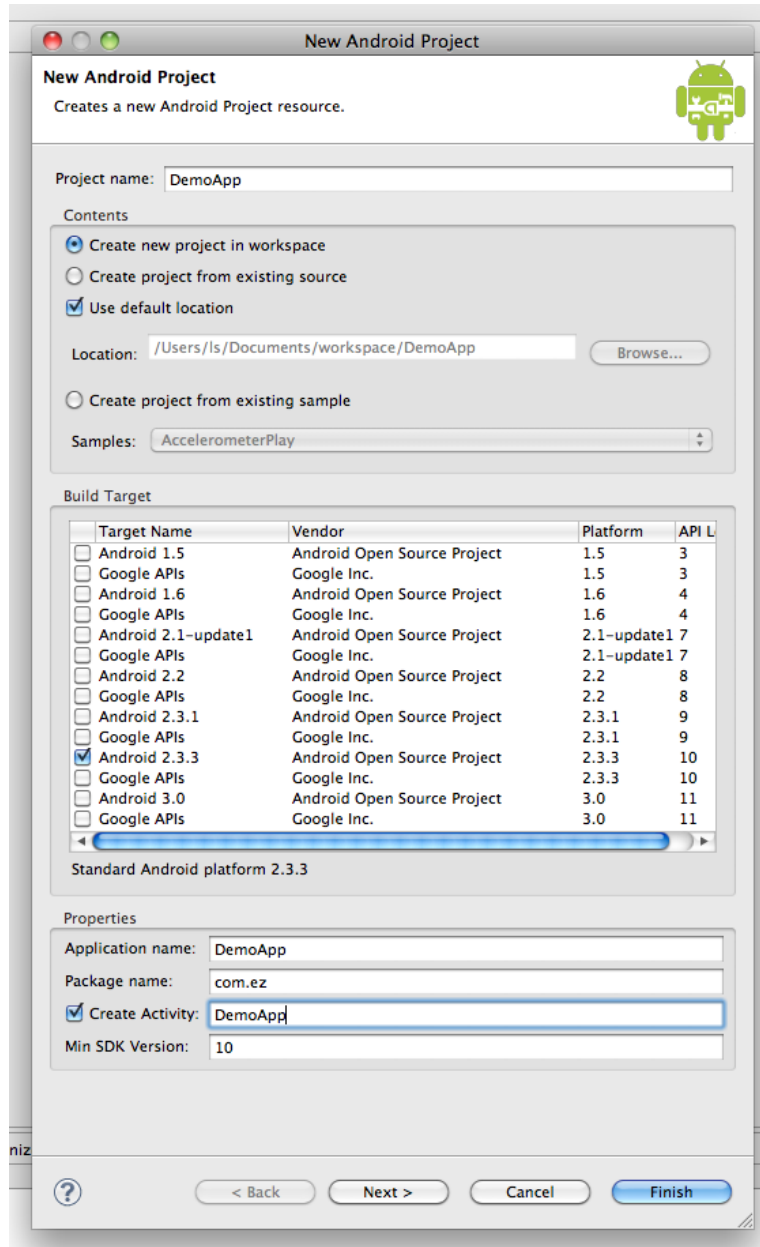 New Android Project
New Android Project
Creates a new Android Project resource.
Project name: DemoApp
Contents
Create new project in workspace
Create project from existing source
Use default location
Location: /Users/ls/Documents/workspace/DemoApp Browse...
Create project from existing sample
Samples: AccelerometerPlay
Build Target
Target Name Vendor Platform API L
Android 1.5 Android Open Source Project 1.5 3
Google APIs Google Inc. 1.5 3
Android 1.6 Android Open Source Project 1.6 4
Google APIs Google Inc. 1.6 4
Android 2.1-update1 Android Open Source Project 2.1-update1 7
Google APIs Google Inc. 2.1-update1 7
Android 2.2 Android Open Source Project 2.2 8
Google APIs Google Inc. 2.2 8
Android 2.3.1 Android Open Source Project 2.3.1 9
Google APIs Google Inc. 2.3.1 9
Android 2.3.3 Android Open Source Project 2.3.3 10
Google APIs Google Inc. 2.3.3 10
Android 3.0 Android Open Source Project 3.0 11
Google APIs Google Inc. 3.0 11
Standard Android platform 2.3.3
Properties
Application name: DemoApp
Package name: com.ez
Create Activity: DemoApp
Min SDK Version: 10
niz
? < Back Next > Cancel Finish